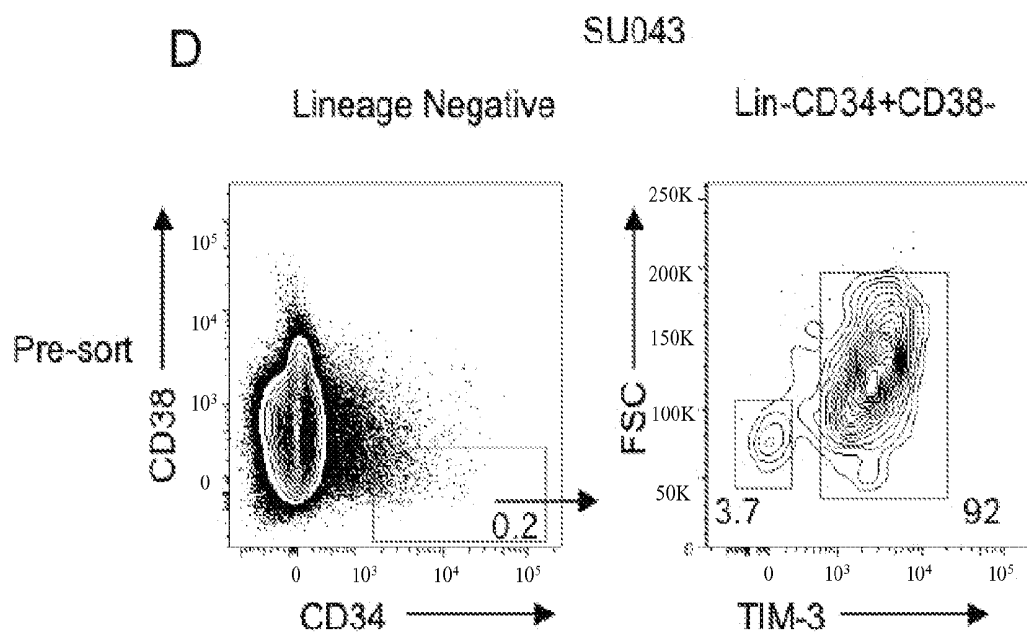 D
SU043
Lineage Negative
Lin-CD34+CD38-
Pre-sort
CD38
10⁵
10⁴
10³
0
0.2
0 10³ 10⁴ 10⁵
CD34
FSC
250K
200K
150K
100K
50K
0
3.7
92
0 10³ 10⁴ 10⁵
TIM-3